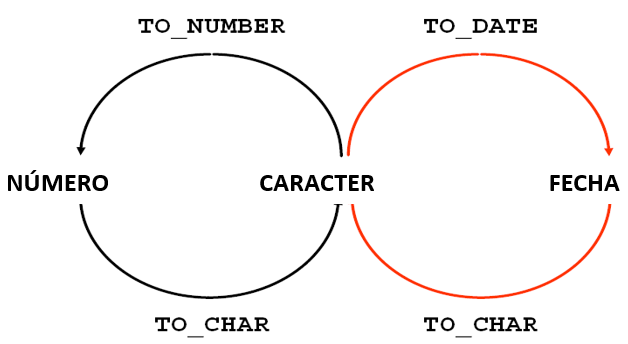 TO_NUMBER
TO_DATE
NÚMERO
CARACTER
FECHA
TO_CHAR
TO_CHAR